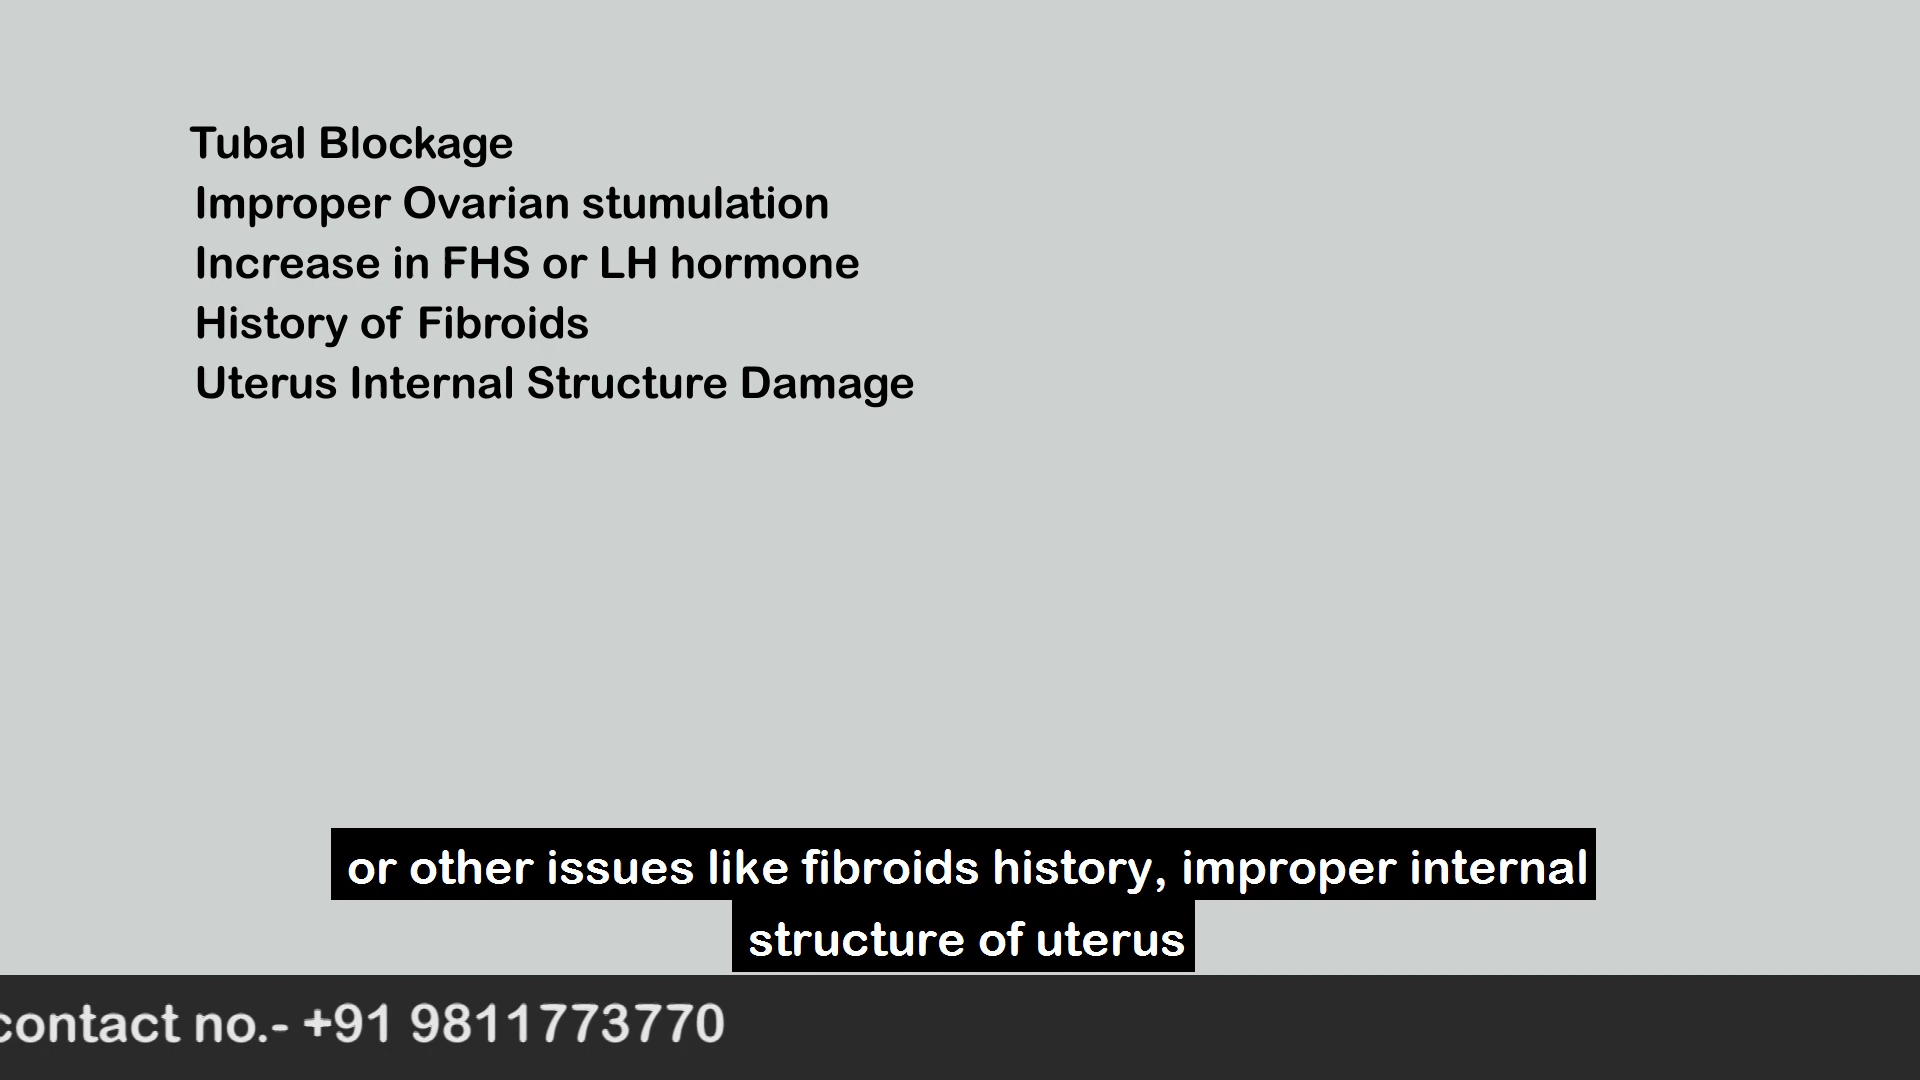 Tubal Blockage
Improper Ovarian stumulation
Increase in FHS or LH hormone
History of Fibroids
Uterus Internal Structure Damage
or other issues like fibroids history, improper internal
structure of uterus
contact no.- +91 9811773770